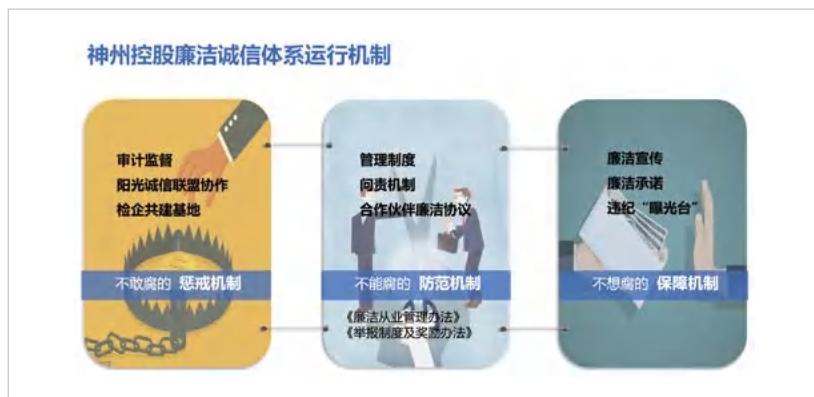 神州控股廉洁诚信体系运行机制
审计监督
阳光诚信联盟协作
检企共建基地
不敢腐的 惩戒机制
管理制度
问责机制
合作伙伴廉洁协议
不能腐的 防范机制
《廉洁从业管理办法》
《举报制度及奖励办法》
廉洁宣传
廉洁承诺
违纪“曝光台”
不想腐的 保障机制